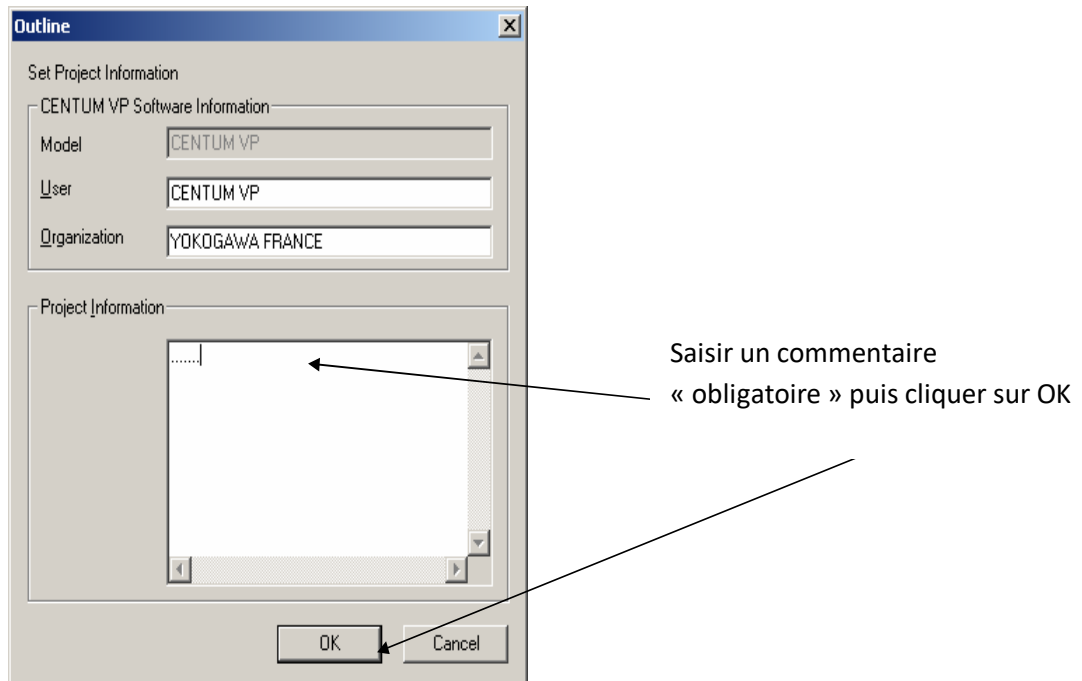 Outline
Set Project Information
CENTUM VP Software Information
Model CENTUM VP
User CENTUM VP
Organization YOKOGAWA FRANCE
Project Information
.......
Saisir un commentaire
« obligatoire » puis cliquer sur OK
OK Cancel